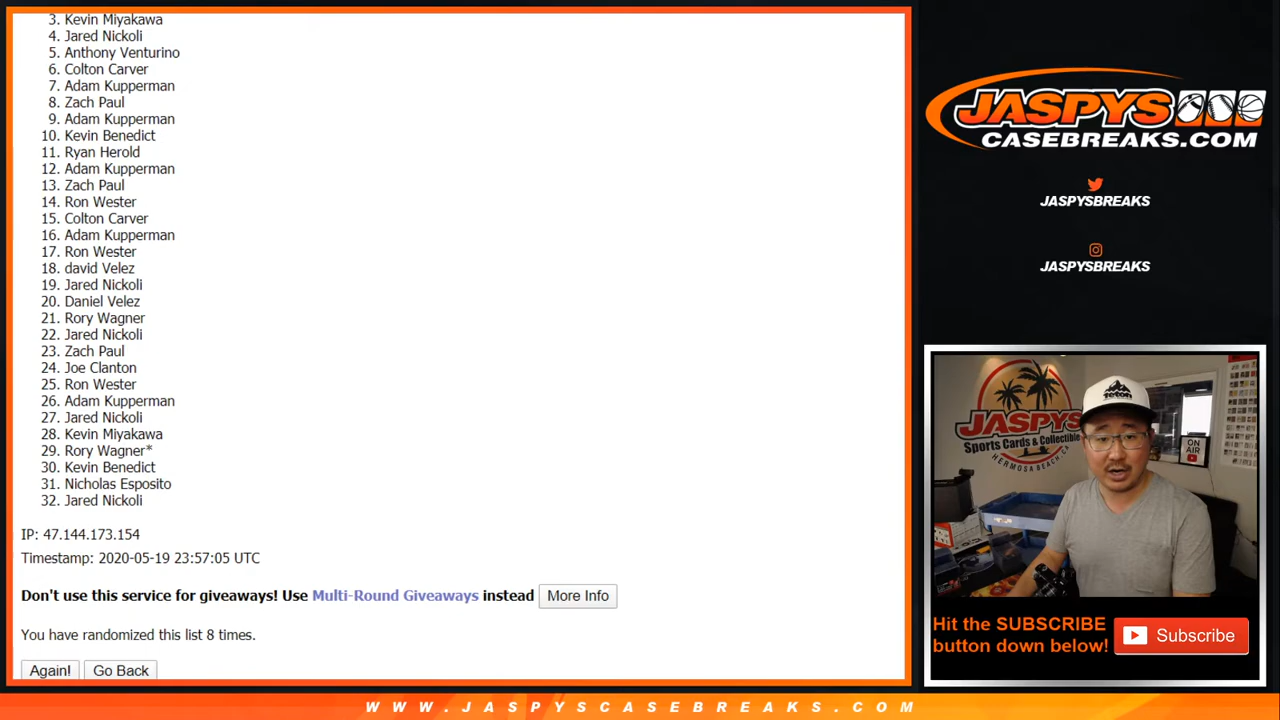 3. Kevin Miyakawa
4. Jared Nickoli
5. Anthony Venturino
6. Colton Carver
7. Adam Kupperman
8. Zach Paul
9. Adam Kupperman
10. Kevin Benedict
11. Ryan Herold
12. Adam Kupperman
13. Zach Paul
14. Ron Wester
15. Colton Carver
16. Adam Kupperman
17. Ron Wester
18. david Velez
19. Jared Nickoli
20. Daniel Velez
21. Rory Wagner
22. Jared Nickoli
23. Zach Paul
24. Joe Clanton
25. Ron Wester
26. Adam Kupperman
27. Jared Nickoli
28. Kevin Miyakawa
29. Rory Wagner*
30. Kevin Benedict
31. Nicholas Esposito
32. Jared Nickoli
IP: 47.144.173.154
Timestamp: 2020-05-19 23:57:05 UTC
Don't use this service for giveaways! Use Multi-Round Giveaways instead More Info
You have randomized this list 8 times.
Again! Go Back
JASPYS
CASEBREAKS.COM
JASPYSBREAKS
JASPYSBREAKS
JASPYS
Sports Cards & Collectible
HERMOSA BEACH, CA
teton
ON
AIR
Hit the SUBSCRIBE
button down below!
Subscribe
WWW.JASPYSCASEBREAKS.COM